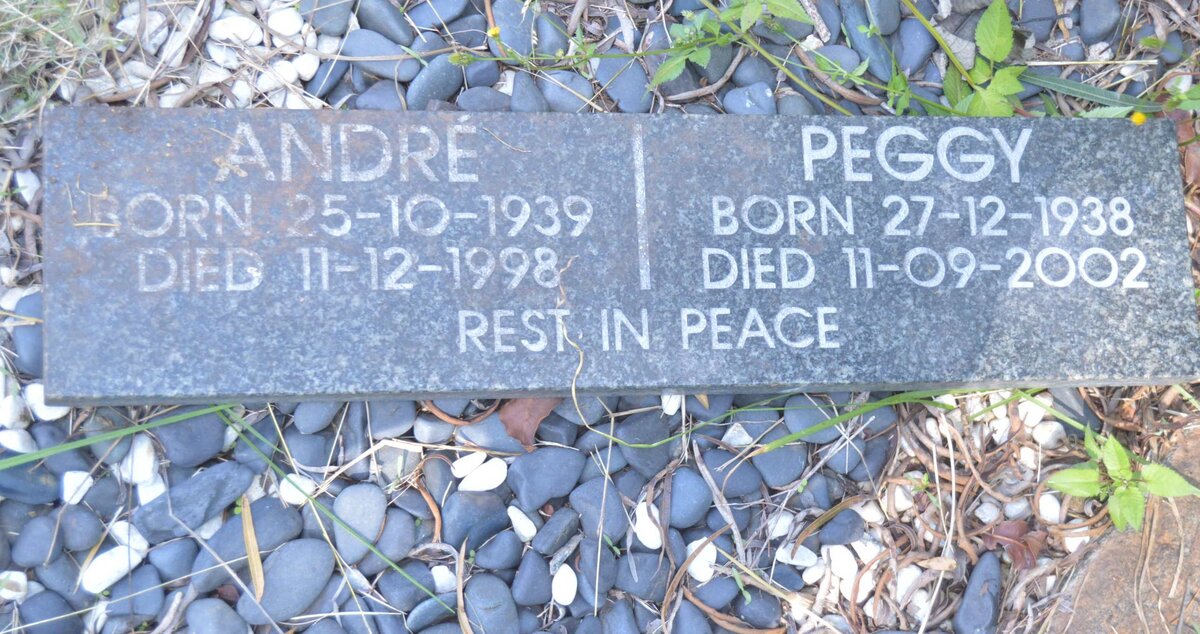 ANDRÉ
BORN 25-10-1939
DIED 11-12-1998
PEGGY
BORN 27-12-1938
DIED 11-09-2002
REST IN PEACE